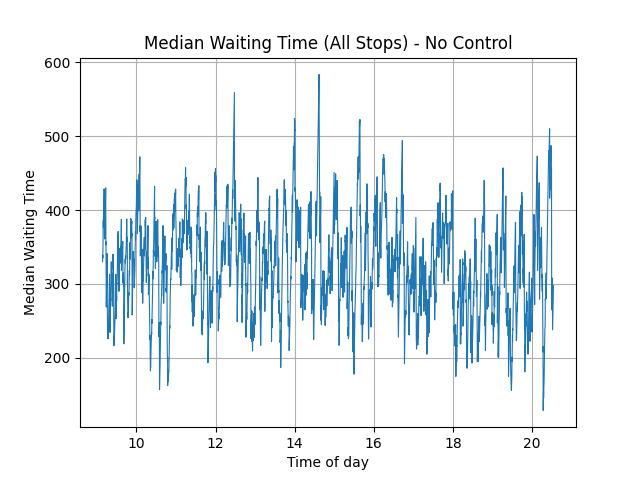 Median Waiting Time (All Stops) - No Control
600
500
400
300
200
Median Waiting Time
10 12 14 16 18 20
Time of day